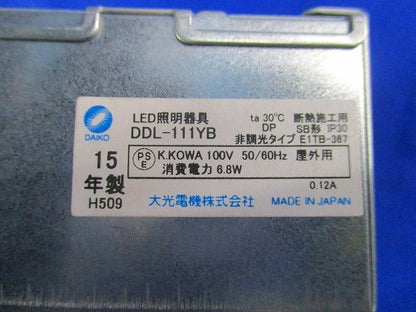 DAIKO
LED照明器具
DDL-111YB
ta 30℃ 断熱施工用
DP SB形 IP30
非調光タイプ E1TB-367
15
年製
H509
PS
E
K.KOWA 100V 50/60Hz 屋外用
消費電力 6.8W
0.12A
大光電機株式会社 MADE IN JAPAN